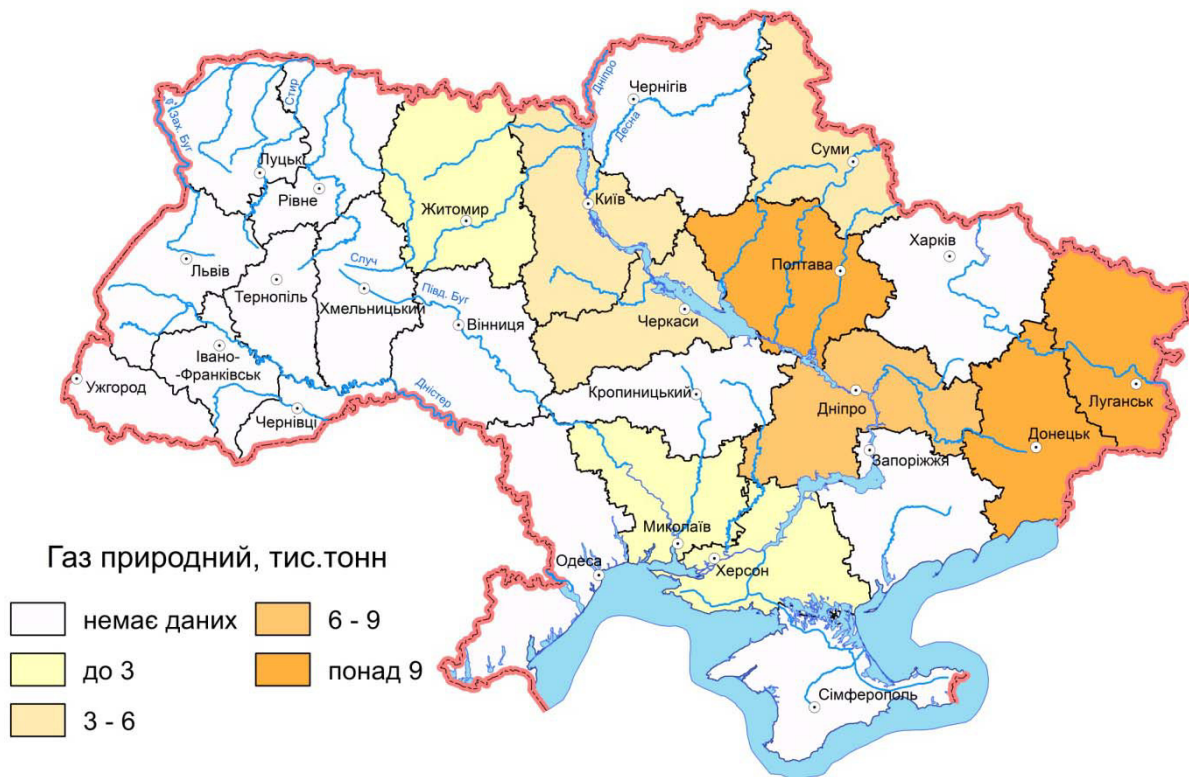 Дніпро
Чернігів
Десна
Стир
Зах. Буг
Суми
Луцьк
Рівне
Київ
Житомир
Харків
Львів
Случ
Полтава
Тернопіль
Хмельницький
Півд. Буг
Черкаси
Вінниця
Івано-
-Франківськ
Ужгород
Кропиницький
Дніпро
Луганськ
Дністер
Чернівці
Донецьк
Запоріжжя
Миколаїв
Херсон
Одеса
Сімферополь
Газ природний, тис.тонн
немає даних
6 - 9
до 3
понад 9
3 - 6